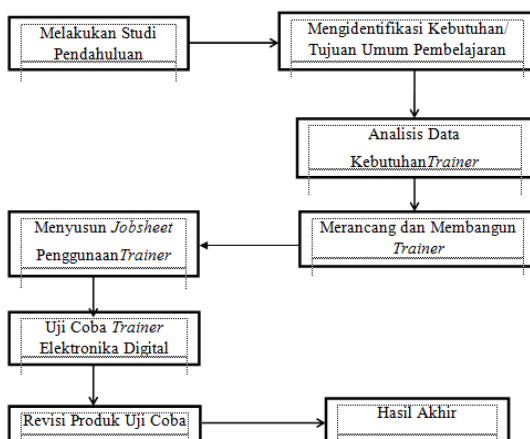 Melakukan Studi
Pendahuluan
Mengidentifikasi Kebutuhan/
Tujuan Umum Pembelajaran
Analisis Data
KebutuhanTrainer
Merancang dan Membangun
Trainer
Menyusun Jobsheet
PenggunaanTrainer
Uji Coba Trainer
Elektronika Digital
Revisi Produk Uji Coba
Hasil Akhir